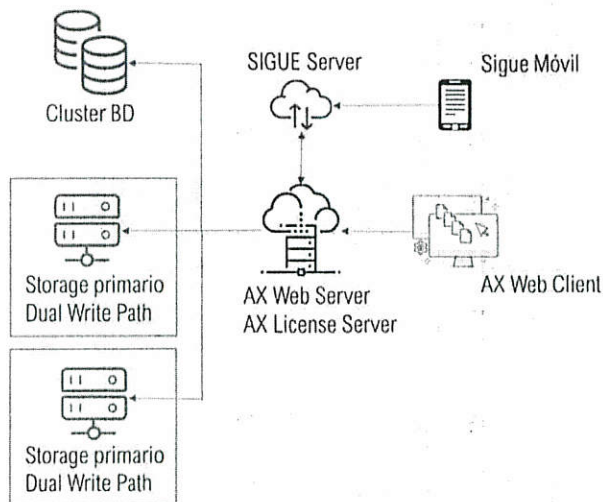 SIGUE Server
Sigue Móvil
Cluster BD
Storage primario
Dual Write Path
AX Web Server
AX License Server
AX Web Client
Storage primario
Dual Write Path